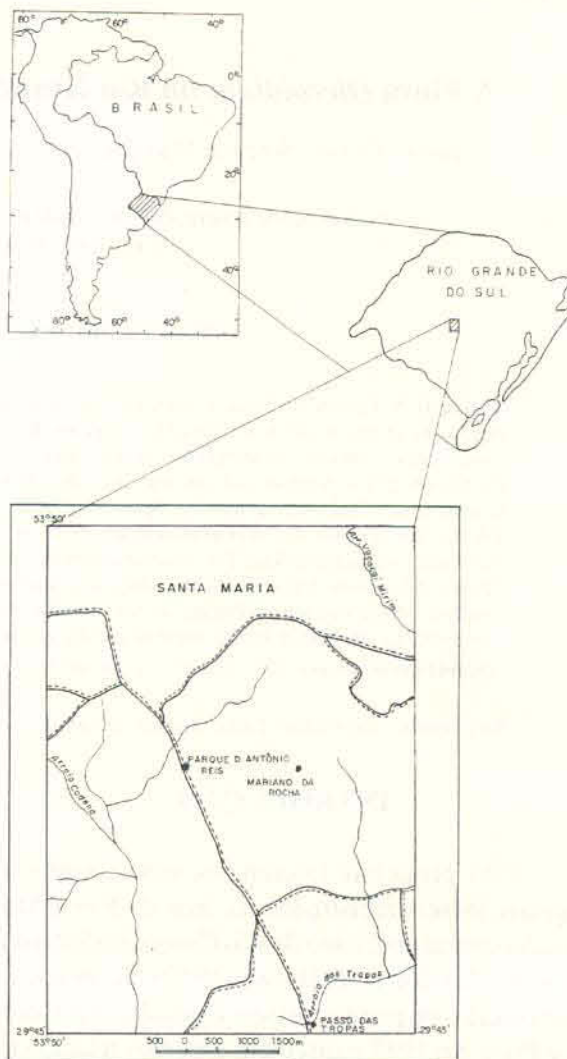 80° 60° 40°
0°
BRASIL
20°
40°
80° 60° 40°
RIO GRANDE
DO SUL
53°50'
SANTA MARIA
Vacacaí Mirim
PARQUE D. ANTÔNIO
REIS
MARIANO DA
ROCHA
Arroio Cadena
Arroio das Tropas
PASSO DAS
TROPAS
29°45'
29°45'
53°50'
500 0 500 1000 1500m